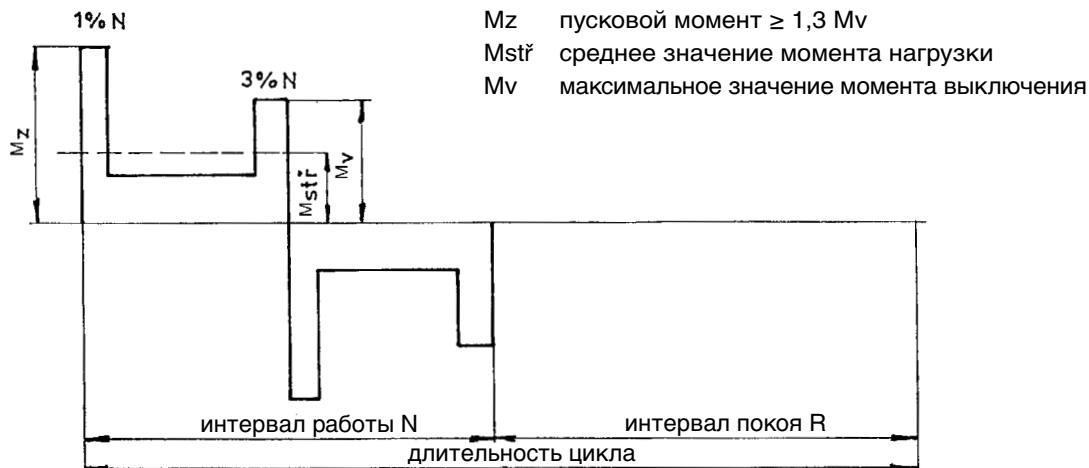 1% N
Mz пусковой момент ≥ 1,3 Mv
Mstř среднее значение момента нагрузки
Mv максимальное значение момента выключения
3% N
Mz
Mstř
Mv
интервал работы N
интервал покоя R
длительность цикла